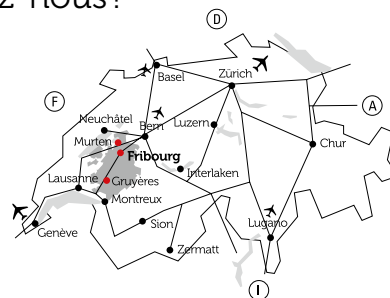 z nous?
D
Basel
Zürich
F
A
Neuchâtel
Bern
Luzern
Murten
Fribourg
Chur
Lausanne
Gruyères
Interlaken
Montreux
Genève
Sion
Lugano
Zermatt
I